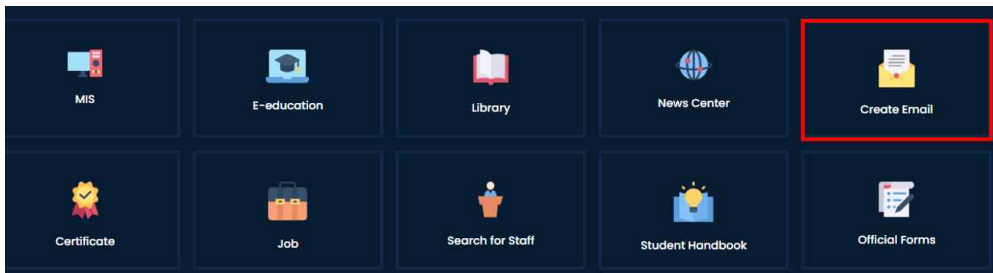 MIS
E-education
Library
News Center
Create Email
Certificate
Job
Search for Staff
Student Handbook
Official Forms